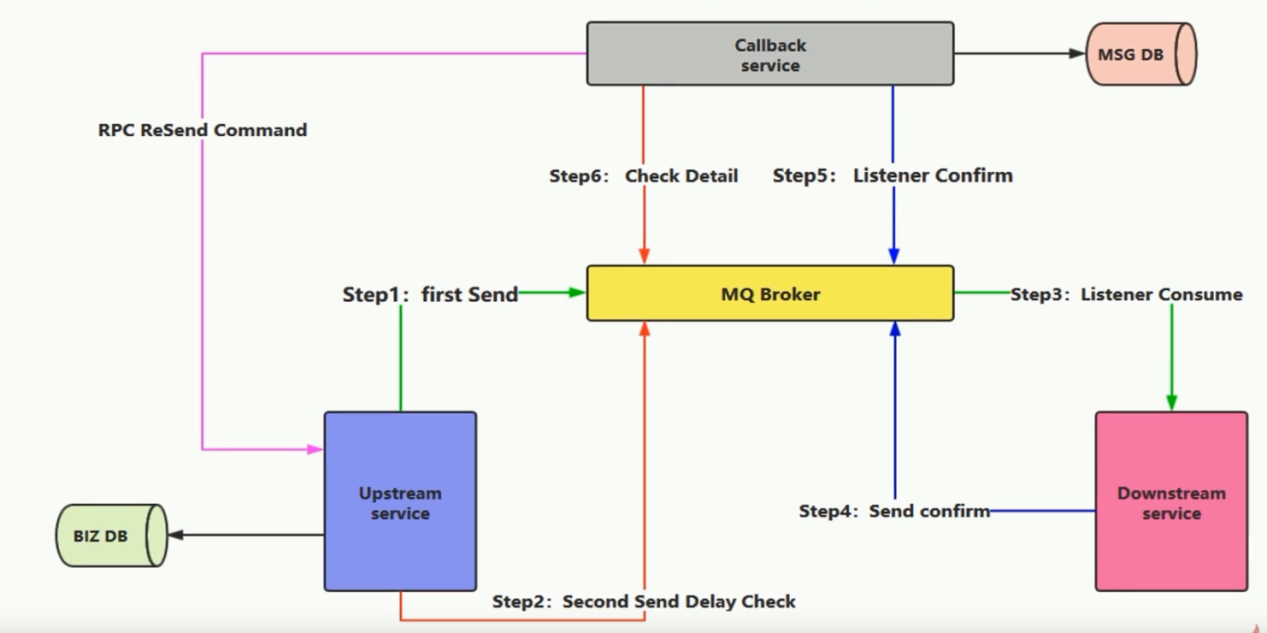 Callback
service
MSG DB
RPC ReSend Command
Step6： Check Detail
Step5： Listener Confirm
Step1： first Send
MQ Broker
Step3： Listener Consume
Upstream
service
Downstream
service
Step4： Send confirm
BIZ DB
Step2： Second Send Delay Check